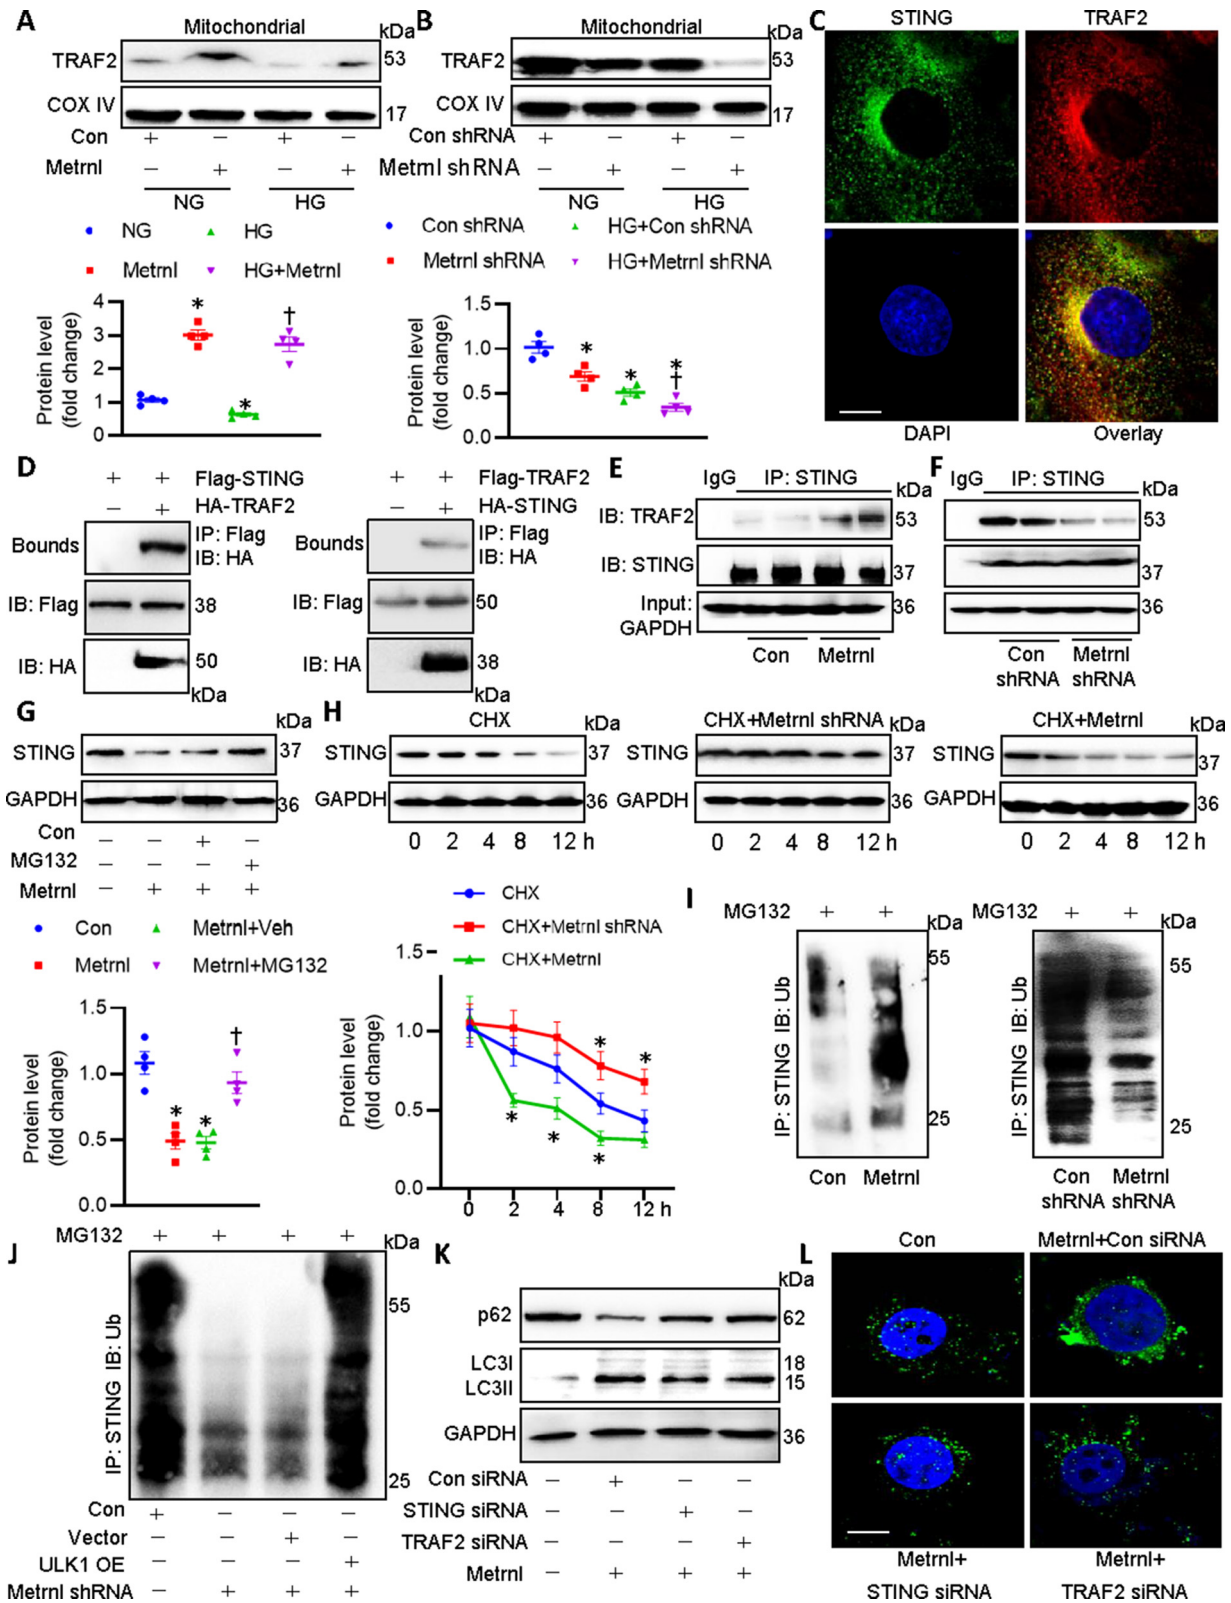 A
Mitochondrial
kDa
TRAF2
53
COX IV
17
Con + − + −
Metrnl − + − +
NG HG
NG HG
Metrnl HG+Metrnl
Protein level
(fold change)
4
3
2
1
0
*
*
†
B
Mitochondrial
kDa
TRAF2
53
COX IV
17
Con shRNA + − + −
Metrnl shRNA − + − +
NG HG
Con shRNA HG+Con shRNA
Metrnl shRNA HG+Metrnl shRNA
Protein level
(fold change)
1.5
1.0
0.5
0.0
*
*
*
†
C
STING TRAF2
DAPI Overlay
D
+ + Flag-STING
− + HA-TRAF2
Bounds
IP: Flag
IB: HA
IB: Flag 38
IB: HA 50
kDa
+ + Flag-TRAF2
− + HA-STING
Bounds
IP: Flag
IB: HA
IB: Flag 50
IB: HA 38
kDa
E
IgG IP: STING
kDa
IB: TRAF2 53
IB: STING 37
Input:
GAPDH
36
Con Metrnl
F
IgG IP: STING
kDa
53
37
36
Con
shRNA
Metrnl
shRNA
G
kDa
STING 37
GAPDH 36
Con − − + −
MG132 − − − +
Metrnl − + + +
Con Metrnl+Veh
Metrnl Metrnl+MG132
Protein level
(fold change)
1.5
1.0
0.5
0.0
*
*
†
H
CHX
kDa
STING 37
GAPDH 36
0 2 4 8 12 h
CHX+Metrnl shRNA
kDa
STING 37
GAPDH 36
0 2 4 8 12 h
CHX+Metrnl
kDa
STING 37
GAPDH 36
0 2 4 8 12 h
CHX
CHX+Metrnl shRNA
CHX+Metrnl
Protein level
(fold change)
1.5
1.0
0.5
0.0
*
*
*
*
*
0 2 4 8 12 h
I
MG132 + +
kDa
55
25
IP: STING IB: Ub
Con Metrnl
MG132 + +
kDa
55
25
IP: STING IB: Ub
Con
shRNA
Metrnl
shRNA
J
MG132 + + + +
kDa
55
25
IP: STING IB: Ub
Con + − − −
Vector − − + −
ULK1 OE − − − +
Metrnl shRNA − + + +
K
kDa
p62 62
LC3I 18
LC3II 15
GAPDH 36
Con siRNA − + − −
STING siRNA − − + −
TRAF2 siRNA − − − +
Metrnl − + + +
L
Con Metrnl+Con siRNA
Metrnl+
STING siRNA
Metrnl+
TRAF2 siRNA